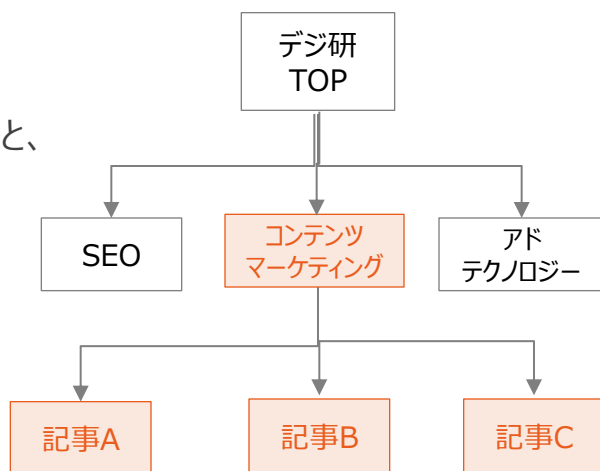 デジ研
TOP
と、
SEO
コンテンツ
マーケティング
アド
テクノロジー
記事A
記事B
記事C